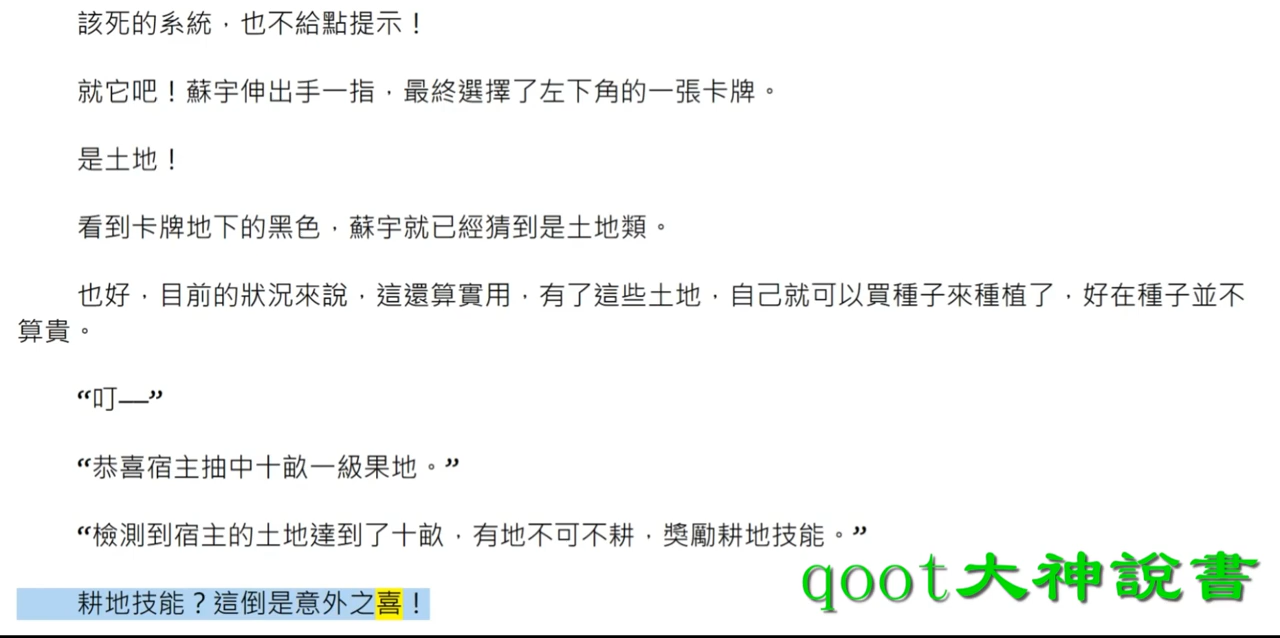 該死的系統，也不給點提示！
就它吧！蘇宇伸出手一指，最終選擇了左下角的一張卡牌。
是土地！
看到卡牌地下的黑色，蘇宇就已經猜到是土地類。
也好，目前的狀況來說，這還算實用，有了這些土地，自己就可以買種子來種植了，好在種子並不
算貴。
“叮──”
“恭喜宿主抽中十畝一級果地。”
“檢測到宿主的土地達到了十畝，有地不可不耕，獎勵耕地技能。”
耕地技能？這倒是意外之喜！
qoot大神說書